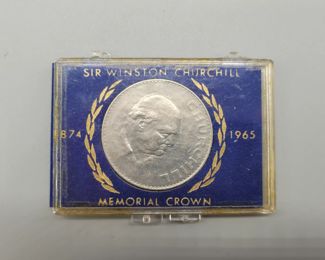 SIR WINSTON CHURCHILL
1874 1965
CHURCHILL
MEMORIAL CROWN